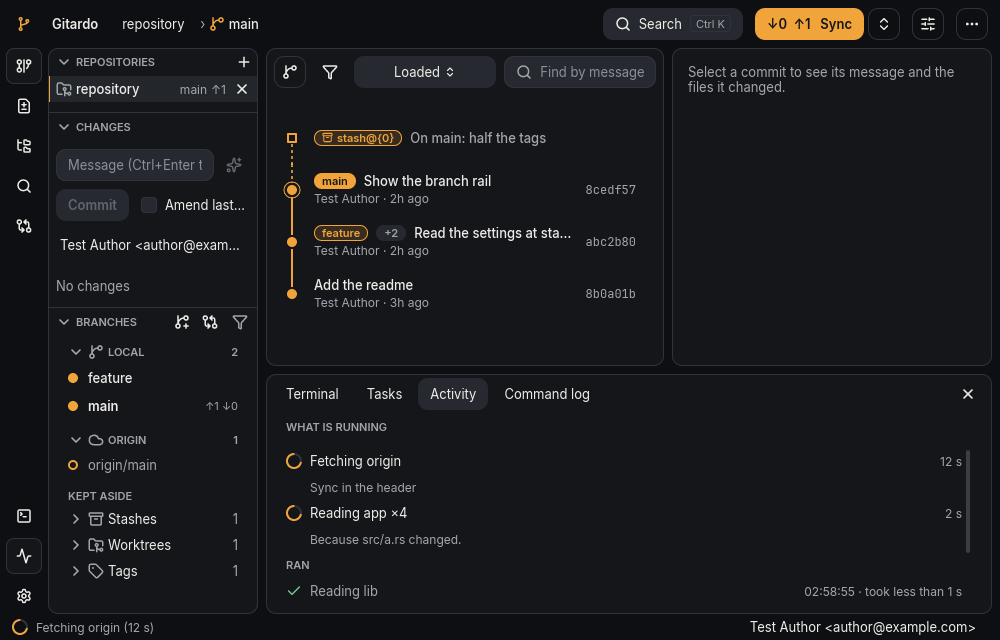 Gitardo
repository
main
Search
Ctrl K
↓0 ↑1 Sync
REPOSITORIES
repository
main ↑1
CHANGES
Message (Ctrl+Enter t
Commit
Amend last...
Test Author <author@exam...
No changes
BRANCHES
LOCAL
2
feature
main
↑1 ↓0
ORIGIN
1
origin/main
KEPT ASIDE
Stashes
1
Worktrees
1
Tags
1
Loaded
Find by message
stash@{0}
On main: half the tags
main
Show the branch rail
Test Author · 2h ago
8cedf57
feature
+2
Read the settings at sta...
Test Author · 2h ago
abc2b80
Add the readme
Test Author · 3h ago
8b0a01b
Select a commit to see its message and the
files it changed.
Terminal
Tasks
Activity
Command log
WHAT IS RUNNING
Fetching origin
12 s
Sync in the header
Reading app ×4
2 s
Because src/a.rs changed.
RAN
Reading lib
02:58:55 · took less than 1 s
Fetching origin (12 s)
Test Author <author@example.com>